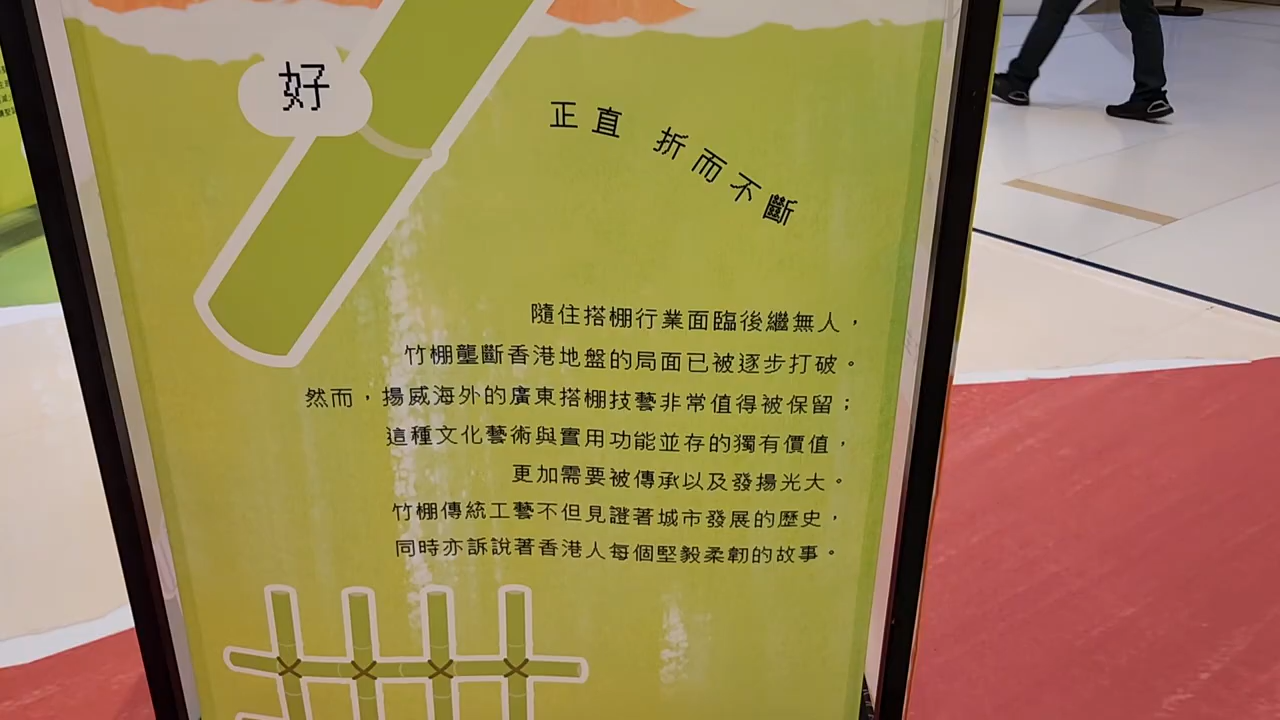 好
正直 折而不斷
隨住搭棚行業面臨後繼無人，
竹棚壟斷香港地盤的局面已被逐步打破。
然而，揚威海外的廣東搭棚技藝非常值得被保留；
這種文化藝術與實用功能並存的獨有價值，
更加需要被傳承以及發揚光大。
竹棚傳統工藝不但見證著城市發展的歷史，
同時亦訴說著香港人每個堅毅柔韌的故事。